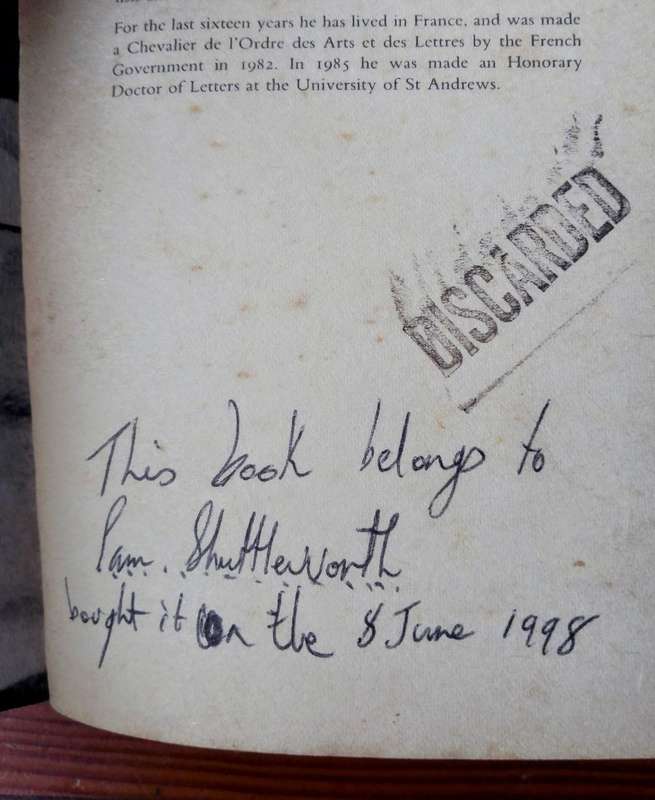 For the last sixteen years he has lived in France, and was made
a Chevalier de l'Ordre des Arts et des Lettres by the French
Government in 1982. In 1985 he was made an Honorary
Doctor of Letters at the University of St Andrews.
DISCARDED
This book belongs to
Pam. Shuttleworth
bought it on the 8 June 1998